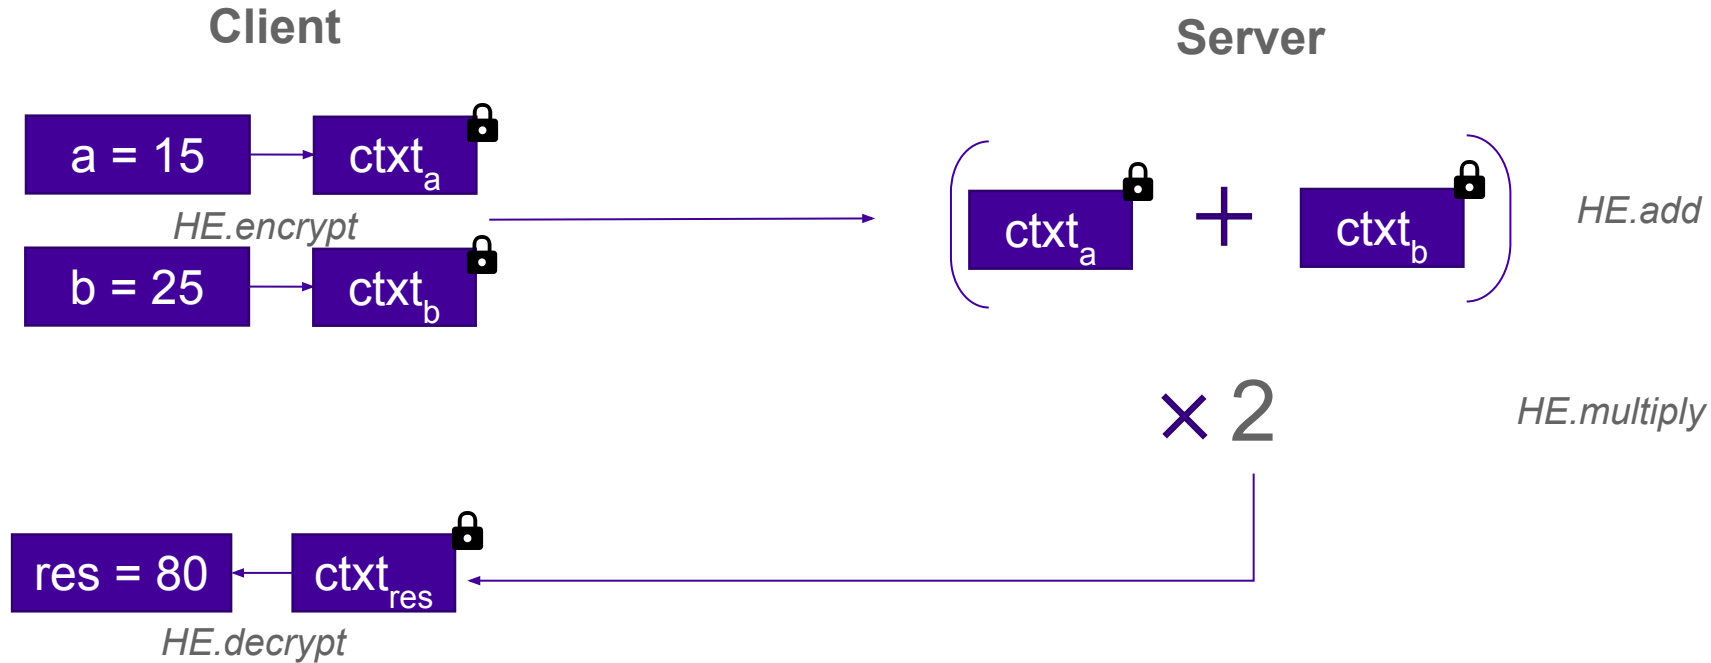 Client
Server
a = 15
ctxta
HE.encrypt
b = 25
ctxtb
(
ctxta
+
ctxtb
)
HE.add
× 2
HE.multiply
res = 80
ctxtres
HE.decrypt